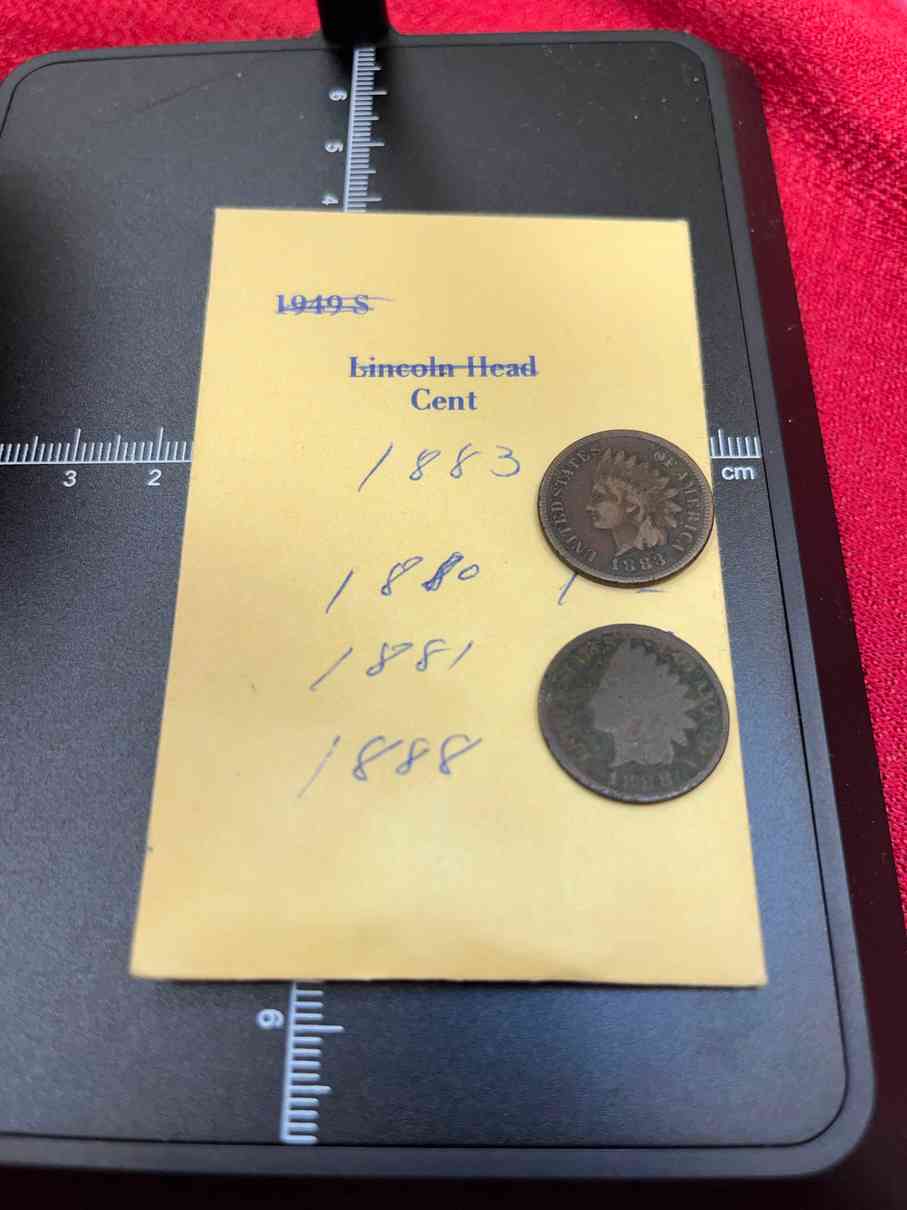 6
5
4
1949 S
Lincoln Head
Cent
1883
UNITED STATES OF AMERICA
1883
3 2
cm
1880
1881
1888
6